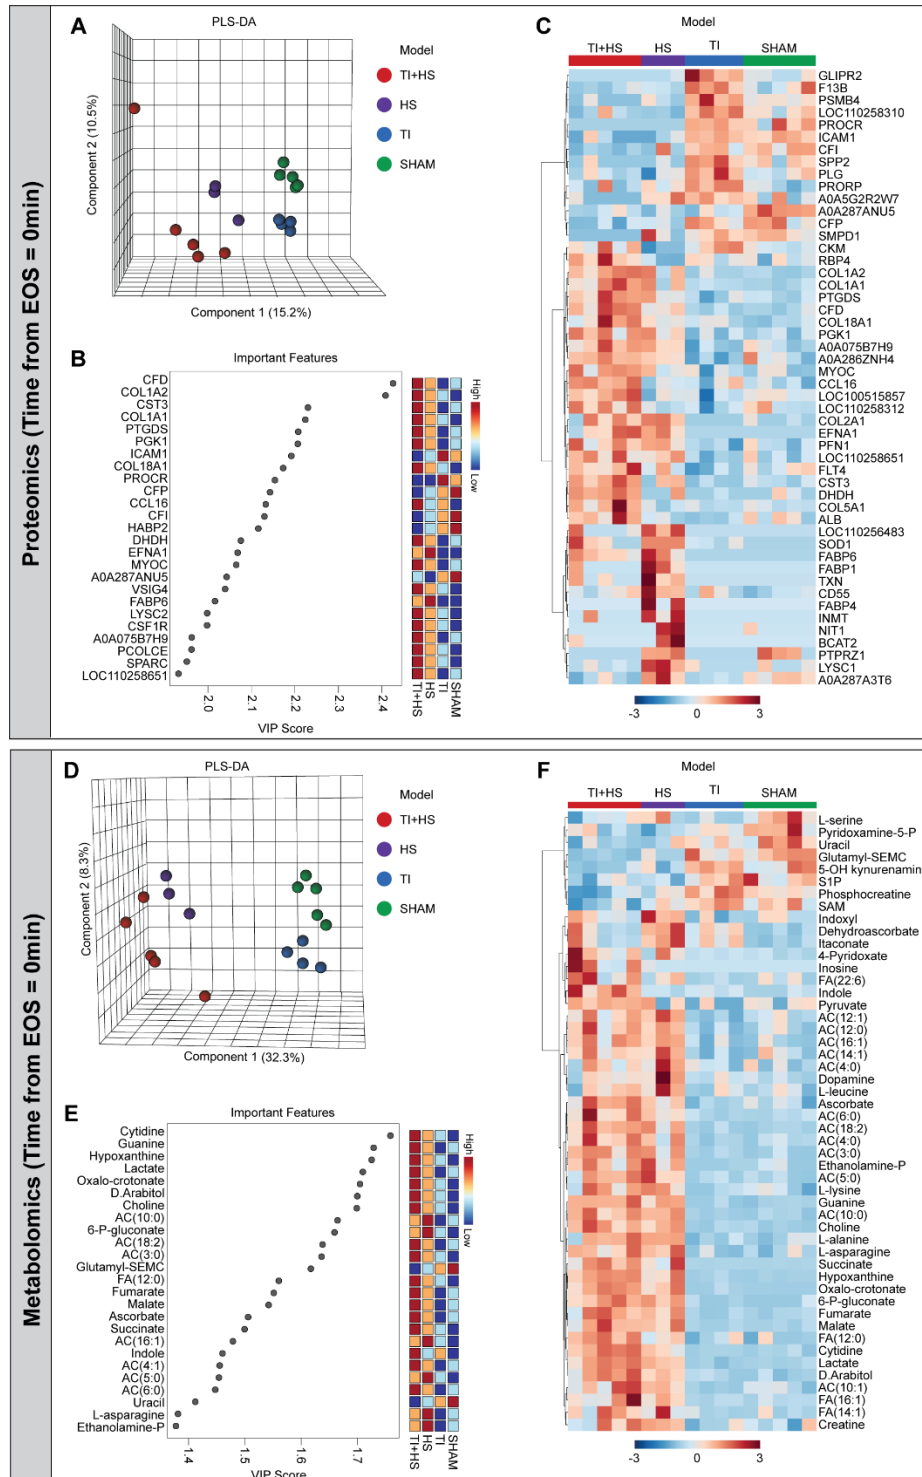 Proteomics (Time from EOS = 0min)
A
PLS-DA
Component 2 (10.5%)
Component 1 (15.2%)
Model
TI+HS
HS
TI
SHAM
B
Important Features
CFD
COL1A2
CST3
COL1A1
PTGDS
PGK1
ICAM1
COL18A1
PROCR
CFP
CCL16
CFI
HABP2
DHDH
EFNA1
MYOC
A0A287ANU5
VSIG4
FABP6
LYSC2
CSF1R
A0A075B7H9
PCOLCE
SPARC
LOC110258651
2.0
2.1
2.2
2.3
2.4
VIP Score
TI+HS
HS
TI
SHAM
High
Low
C
Model
TI+HS
HS
TI
SHAM
GLIPR2
F13B
PSMB4
LOC110258310
PROCR
ICAM1
CFI
SPP2
PLG
PRORP
A0A5G2R2W7
A0A287ANU5
CFP
SMPD1
CKM
RBP4
COL1A2
COL1A1
PTGDS
CFD
COL18A1
PGK1
A0A075B7H9
A0A286ZNH4
MYOC
CCL16
LOC100515857
LOC110258312
COL2A1
EFNA1
PFN1
LOC110258651
FLT4
CST3
DHDH
COL5A1
ALB
LOC110256483
SOD1
FABP6
FABP1
TXN
CD55
FABP4
INMT
NIT1
BCAT2
PTPRZ1
LYSC1
A0A287A3T6
-3
0
3
Metabolomics (Time from EOS = 0min)
D
PLS-DA
Component 2 (8.3%)
Component 1 (32.3%)
Model
TI+HS
HS
TI
SHAM
E
Important Features
Cytidine
Guanine
Hypoxanthine
Lactate
Oxalo-crotonate
D.Arabitol
Choline
AC(10:0)
6-P-gluconate
AC(18:2)
AC(3:0)
Glutamyl-SEMC
FA(12:0)
Fumarate
Malate
Ascorbate
Succinate
AC(16:1)
Indole
AC(4:1)
AC(5:0)
AC(6:0)
Uracil
L-asparagine
Ethanolamine-P
1.4
1.5
1.6
1.7
VIP Score
TI+HS
HS
TI
SHAM
High
Low
F
Model
TI+HS
HS
TI
SHAM
L-serine
Pyridoxamine-5-P
Uracil
Glutamyl-SEMC
5-OH kynurenamin
S1P
Phosphocreatine
SAM
Indoxyl
Dehydroascorbate
Itaconate
4-Pyridoxate
Inosine
FA(22:6)
Indole
Pyruvate
AC(12:1)
AC(12:0)
AC(16:1)
AC(14:1)
AC(4:0)
Dopamine
L-leucine
Ascorbate
AC(6:0)
AC(18:2)
AC(4:0)
AC(3:0)
Ethanolamine-P
AC(5:0)
L-lysine
Guanine
AC(10:0)
Choline
L-alanine
L-asparagine
Succinate
Hypoxanthine
Oxalo-crotonate
6-P-gluconate
Fumarate
Malate
FA(12:0)
Cytidine
Lactate
D.Arabitol
AC(10:1)
FA(16:1)
FA(14:1)
Creatine
-3
0
3